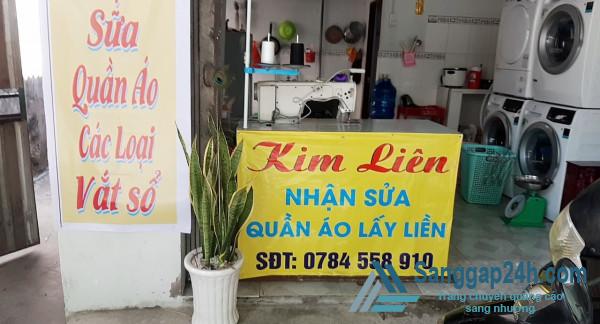 Sửa
Quần Áo
Các Loại
Vắt sổ
Kim Liên
NHẬN SỬA
QUẦN ÁO LẤY LIỀN
SĐT: 0784 558 910
Sanggap24h.com
Trang chuyên quảng cáo
sang nhượng